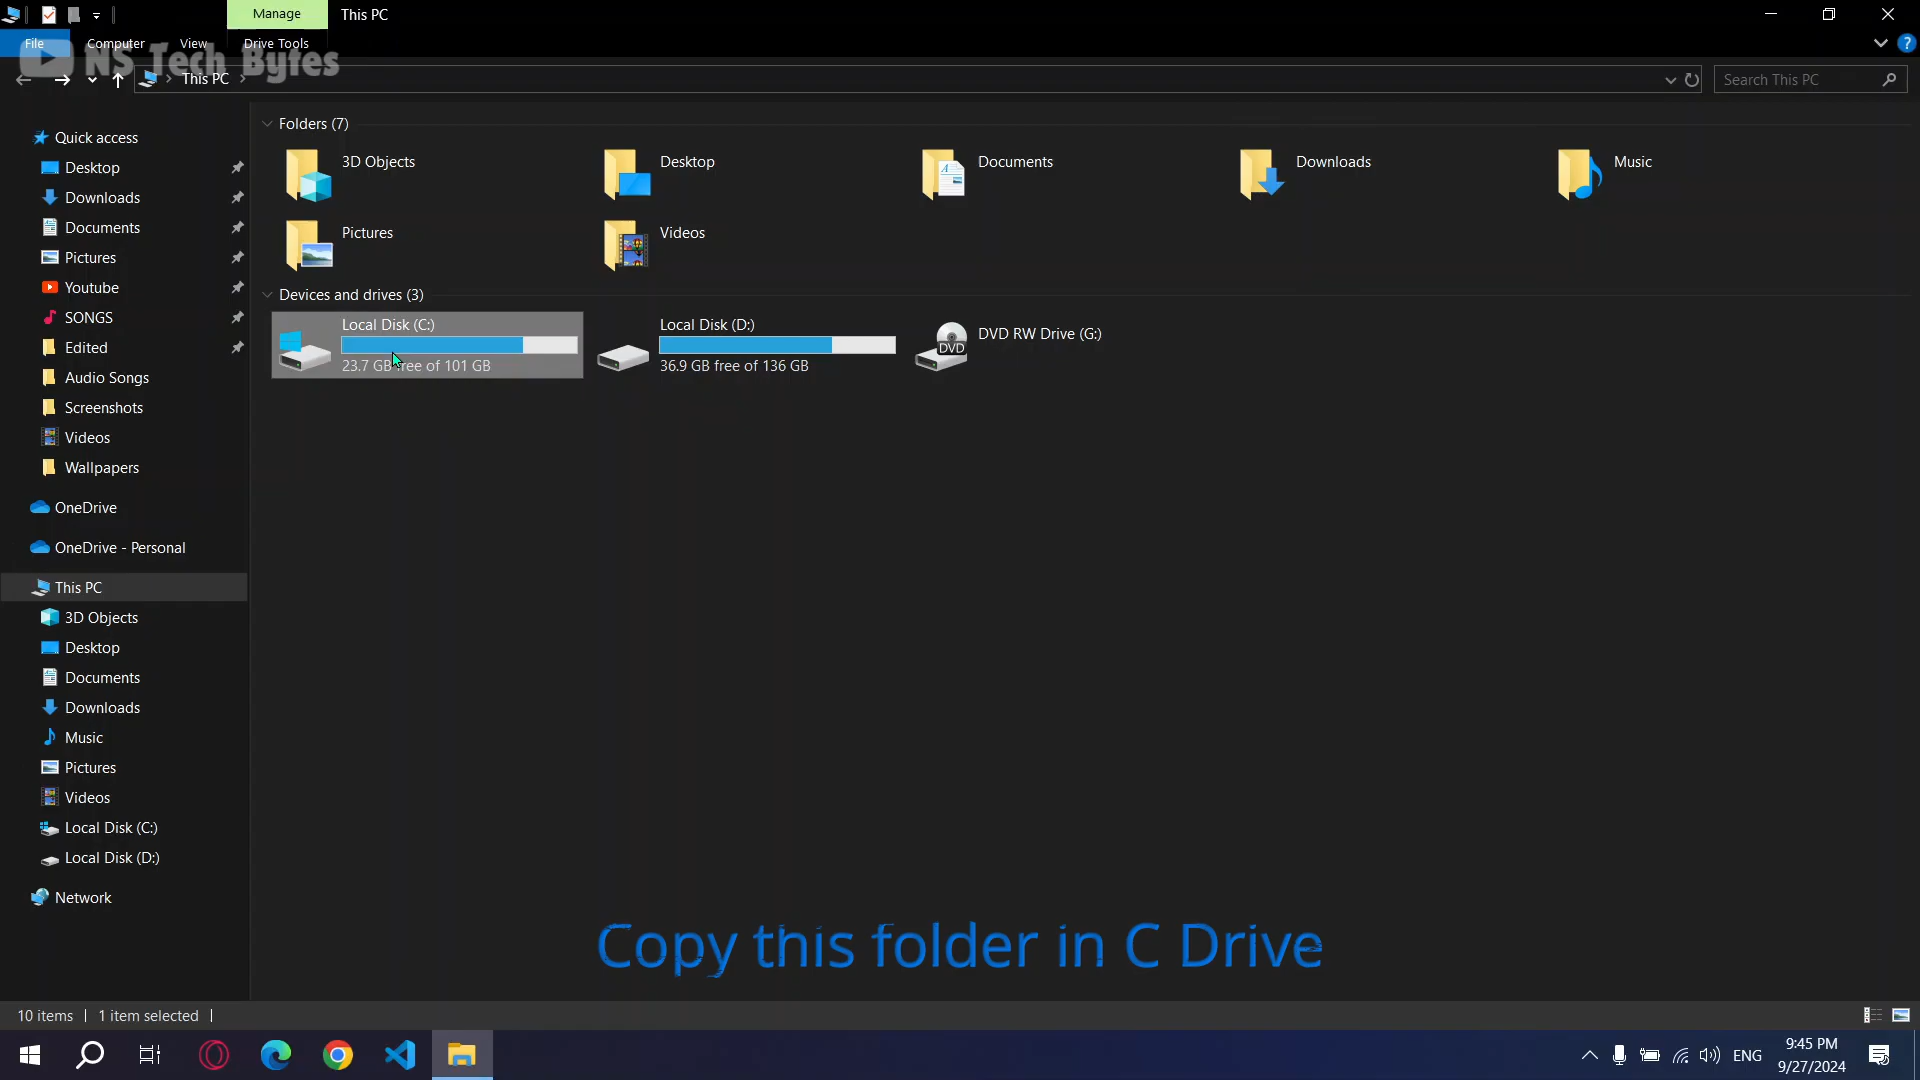 Manage
This PC
File
Computer
View
Drive Tools
NS Tech Bytes
This PC
Search This PC
Quick access
Desktop
Downloads
Documents
Pictures
Youtube
SONGS
Edited
Audio Songs
Screenshots
Videos
Wallpapers
OneDrive
OneDrive - Personal
This PC
3D Objects
Desktop
Documents
Downloads
Music
Pictures
Videos
Local Disk (C:)
Local Disk (D:)
Network
Folders (7)
3D Objects
Desktop
Documents
Downloads
Music
Pictures
Videos
Devices and drives (3)
Local Disk (C:)
23.7 GB free of 101 GB
Local Disk (D:)
36.9 GB free of 136 GB
DVD
DVD RW Drive (G:)
Copy this folder in C Drive
10 items
1 item selected
ENG
9:45 PM
9/27/2024